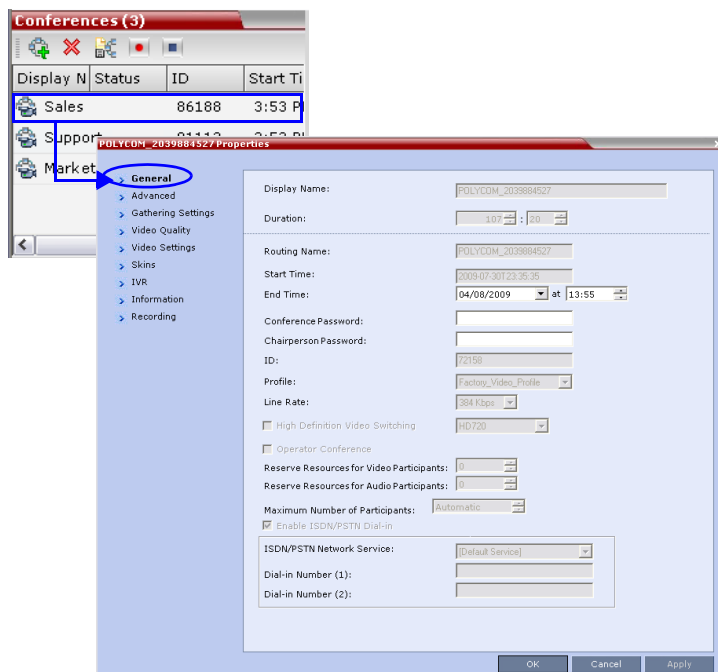 Conferences (3)
Display N Status ID Start Ti
Sales 86188 3:53 P
Support
Market
POLYCOM_2039884527 Properties
General
Advanced
Gathering Settings
Video Quality
Video Settings
Skins
IVR
Information
Recording
Display Name: POLYCOM_2039884527
Duration: 107 : 20
Routing Name: POLYCOM_2039884527
Start Time: 2009-07-30T23:35:35
End Time: 04/08/2009 at 13:55
Conference Password:
Chairperson Password:
ID: 72158
Profile: Factory_Video_Profile
Line Rate: 384 Kbps
High Definition Video Switching HD720
Operator Conference
Reserve Resources for Video Participants: 0
Reserve Resources for Audio Participants: 0
Maximum Number of Participants: Automatic
Enable ISDN/PSTN Dial-in
ISDN/PSTN Network Service: [Default Service]
Dial-in Number (1):
Dial-in Number (2):
OK Cancel Apply